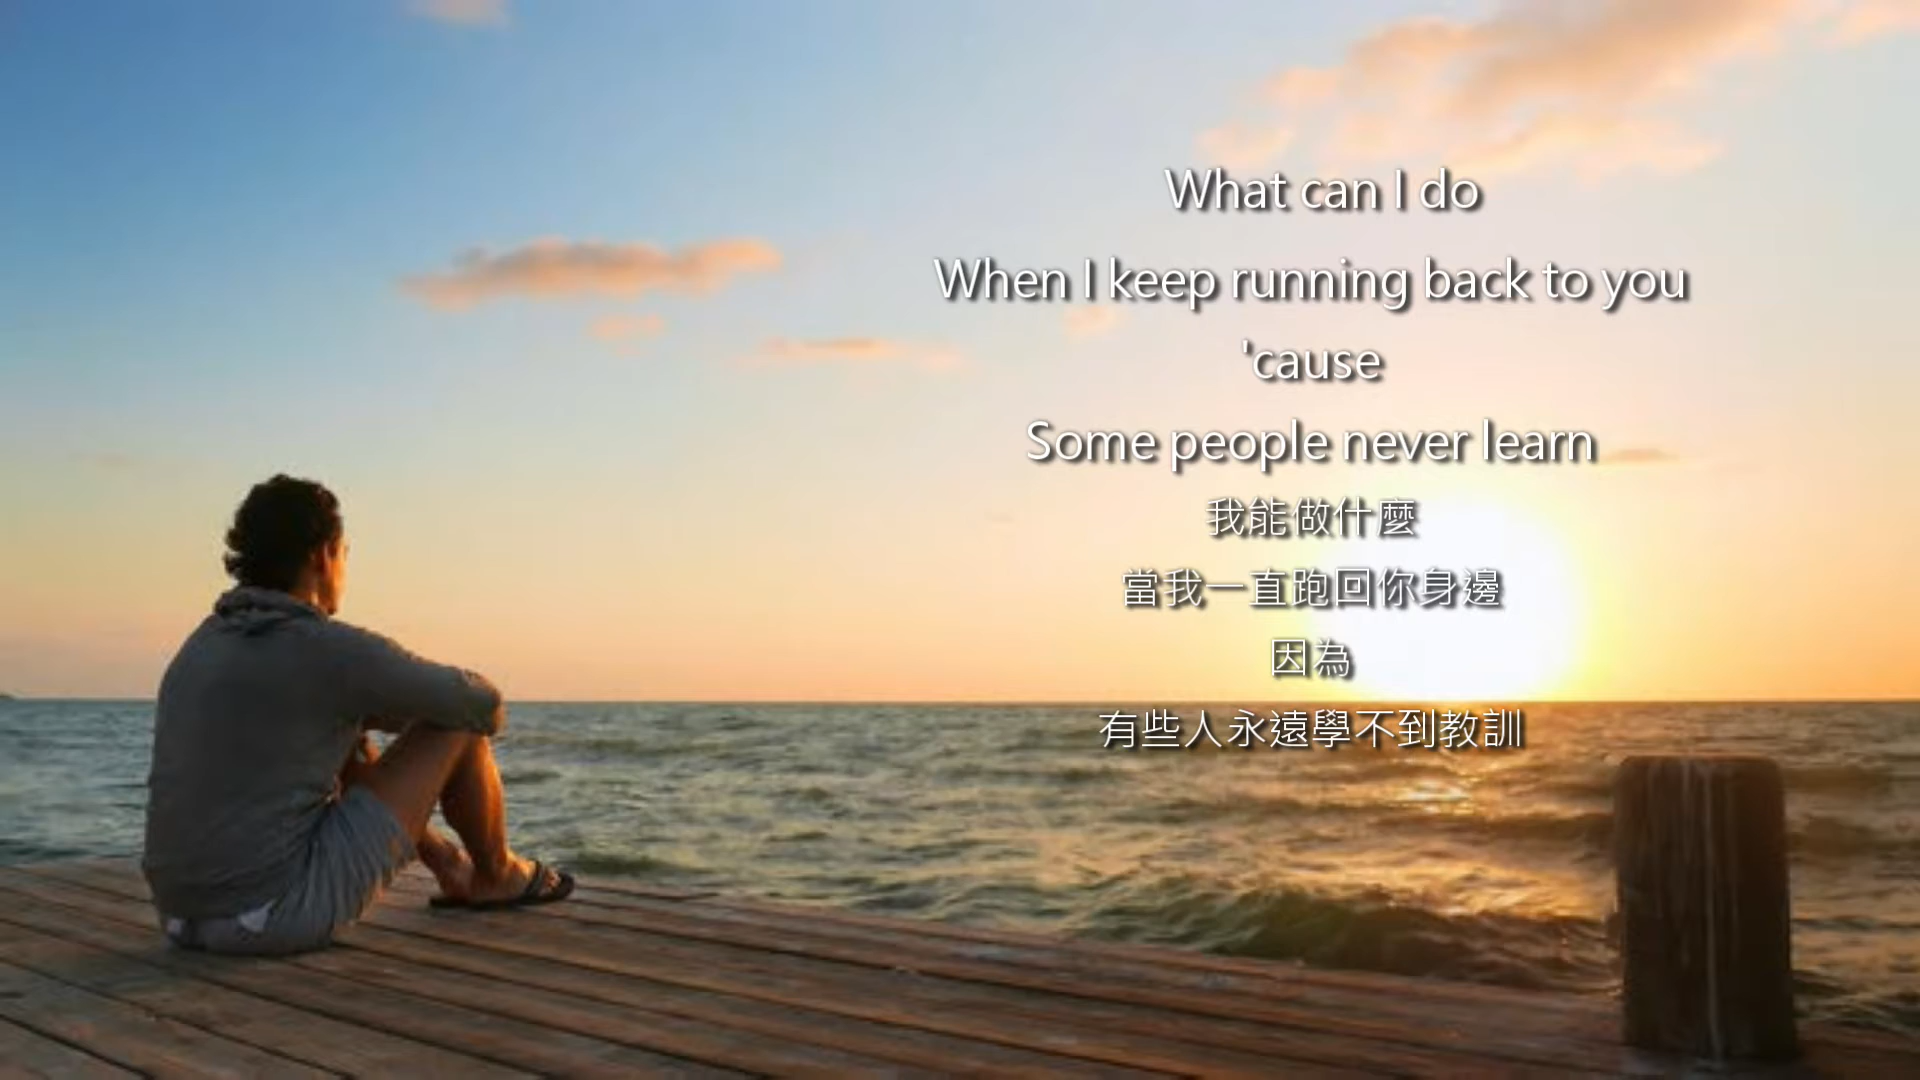 What can I do
When I keep running back to you
'cause
Some people never learn
我能做什麼
當我一直跑回你身邊
因為
有些人永遠學不到教訓